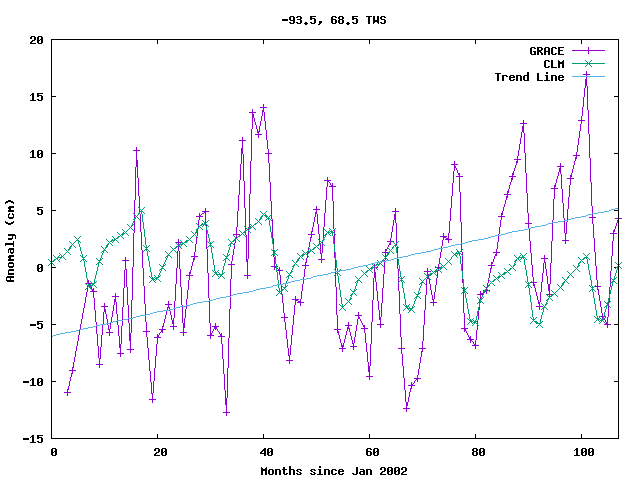 -93.5, 68.5 TWS
GRACE
CLM
Trend Line
20
15
10
5
0
-5
-10
-15
Anomaly (cm)
0 20 40 60 80 100
Months since Jan 2002